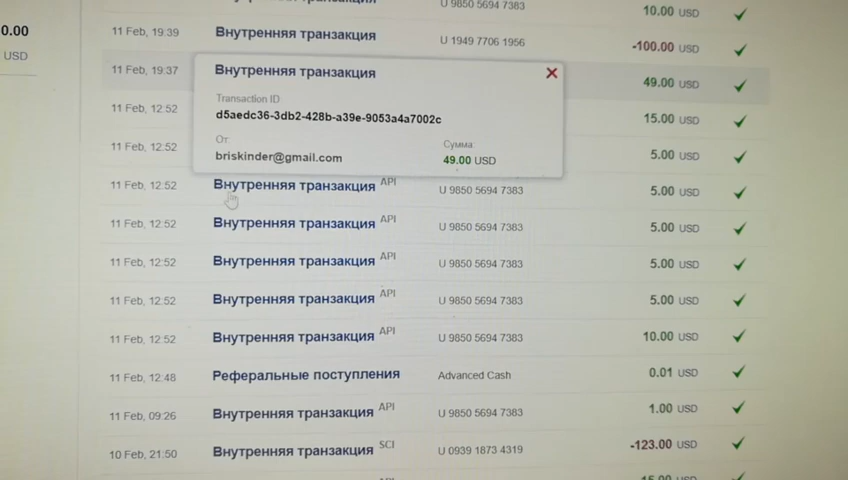 0.00
USD
Внутренняя транзакция
U 9850 5694 7383
10.00 USD
11 Feb, 19:39 Внутренняя транзакция U 1949 7706 1956 -100.00 USD
11 Feb, 19:37 Внутренняя транзакция 49.00 USD
Transaction ID
d5aedc36-3db2-428b-a39e-9053a4a7002c
От: Сумма:
briskinder@gmail.com 49.00 USD
11 Feb, 12:52 15.00 USD
11 Feb, 12:52 5.00 USD
11 Feb, 12:52 Внутренняя транзакция API U 9850 5694 7383 5.00 USD
11 Feb, 12:52 Внутренняя транзакция API U 9850 5694 7383 5.00 USD
11 Feb, 12:52 Внутренняя транзакция API U 9850 5694 7383 5.00 USD
11 Feb, 12:52 Внутренняя транзакция API U 9850 5694 7383 5.00 USD
11 Feb, 12:52 Внутренняя транзакция API U 9850 5694 7383 10.00 USD
11 Feb, 12:48 Реферальные поступления Advanced Cash 0.01 USD
11 Feb, 09:26 Внутренняя транзакция API U 9850 5694 7383 1.00 USD
10 Feb, 21:50 Внутренняя транзакция SCI U 0939 1873 4319 -123.00 USD